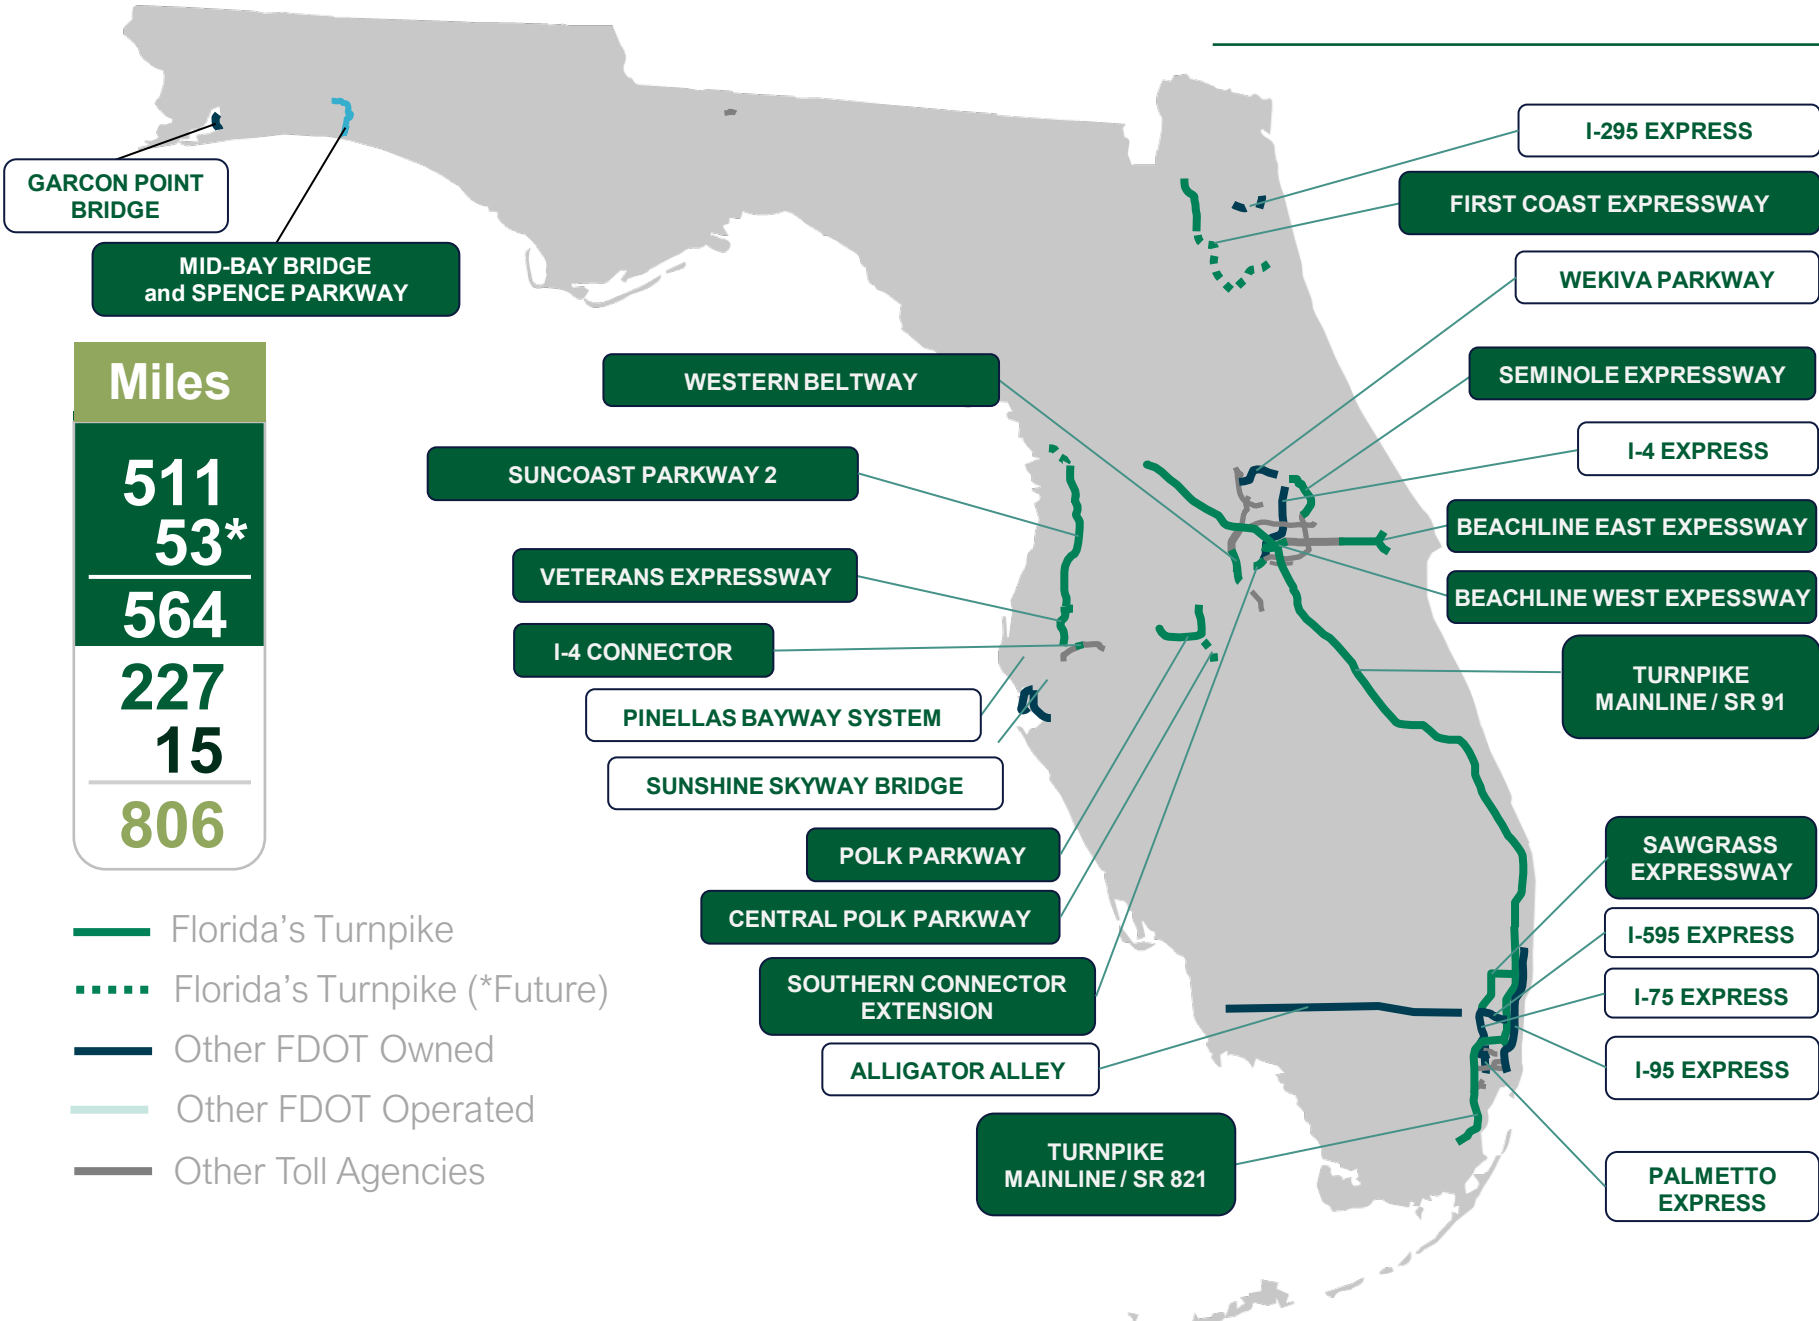 I-295 EXPRESS
GARCON POINT
BRIDGE
FIRST COAST EXPRESSWAY
MID-BAY BRIDGE
and SPENCE PARKWAY
WEKIVA PARKWAY
Miles
511
53*
564
227
15
806
WESTERN BELTWAY
SEMINOLE EXPRESSWAY
SUNCOAST PARKWAY 2
I-4 EXPRESS
BEACHLINE EAST EXPESSWAY
VETERANS EXPRESSWAY
BEACHLINE WEST EXPESSWAY
I-4 CONNECTOR
TURNPIKE
MAINLINE / SR 91
PINELLAS BAYWAY SYSTEM
SUNSHINE SKYWAY BRIDGE
POLK PARKWAY
SAWGRASS
EXPRESSWAY
CENTRAL POLK PARKWAY
I-595 EXPRESS
SOUTHERN CONNECTOR
EXTENSION
I-75 EXPRESS
ALLIGATOR ALLEY
I-95 EXPRESS
TURNPIKE
MAINLINE / SR 821
PALMETTO
EXPRESS
Florida's Turnpike
Florida's Turnpike (*Future)
Other FDOT Owned
Other FDOT Operated
Other Toll Agencies